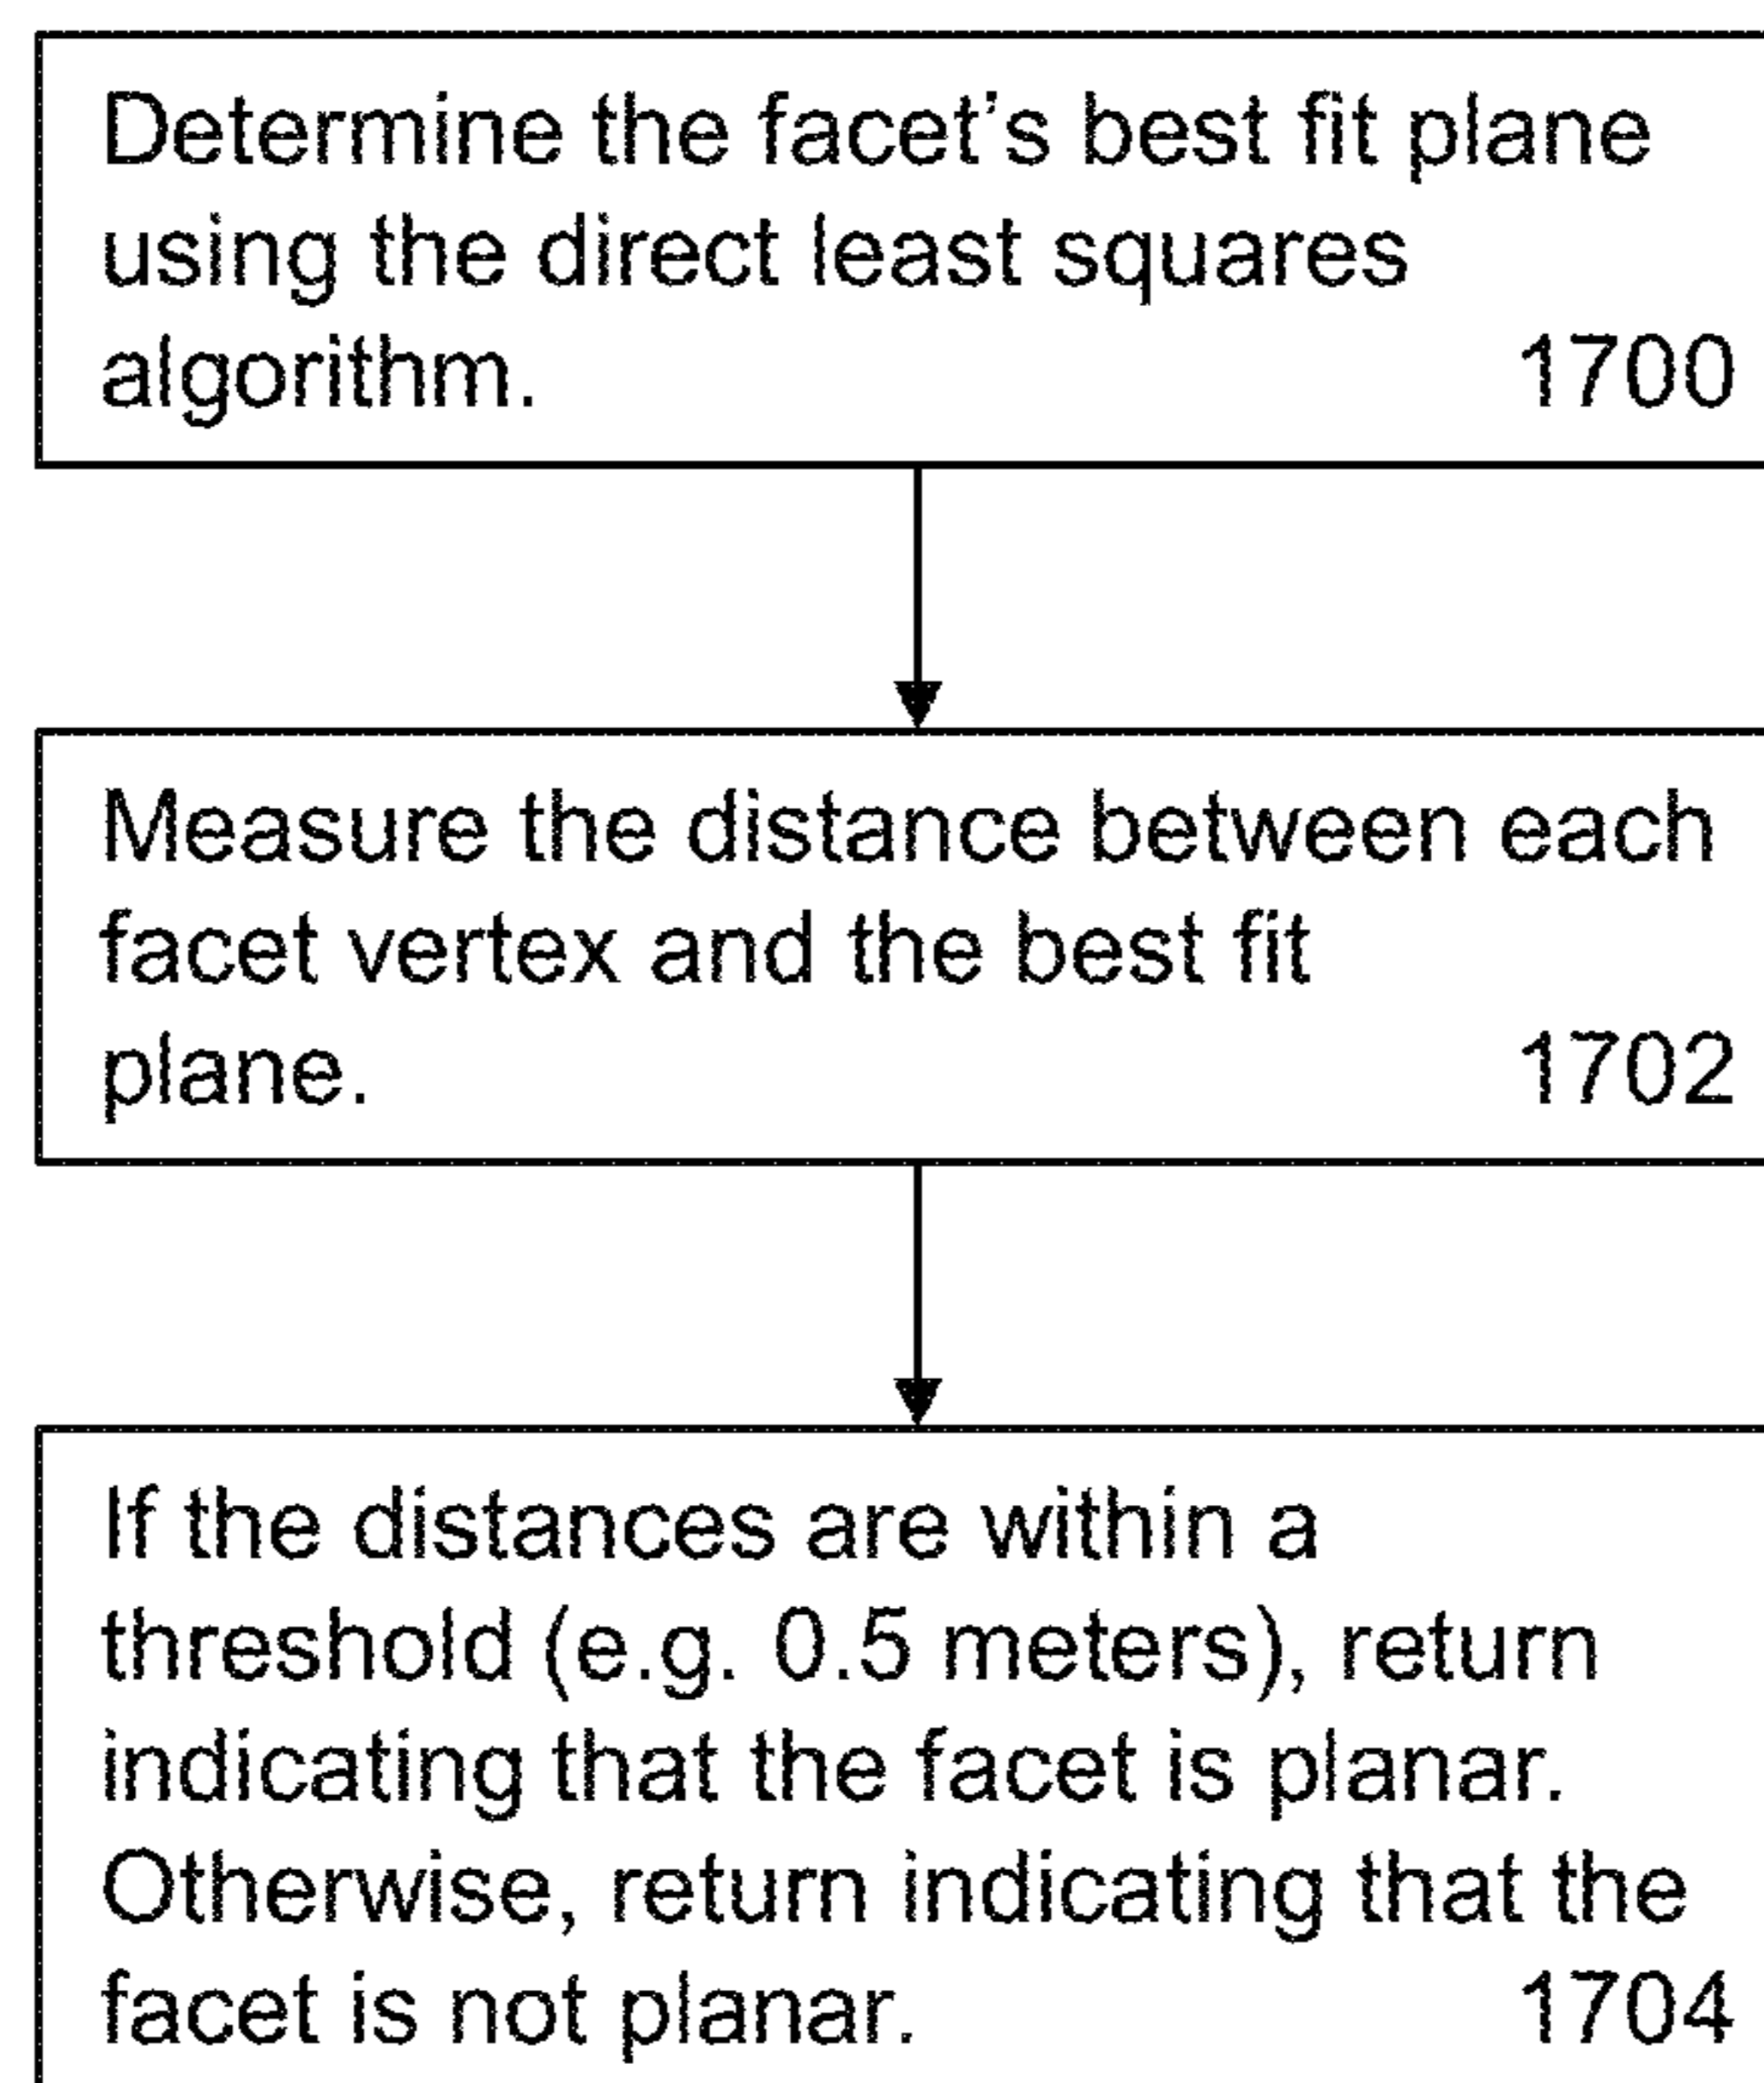 Determine the facet’s best fit plane
using the direct least squares
algorithm. 1700
Measure the distance between each
facet vertex and the best fit
plane. 1702
If the distances are within a
threshold (e.g. 0.5 meters), return
indicating that the facet is planar.
Otherwise, return indicating that the
facet is not planar. 1704